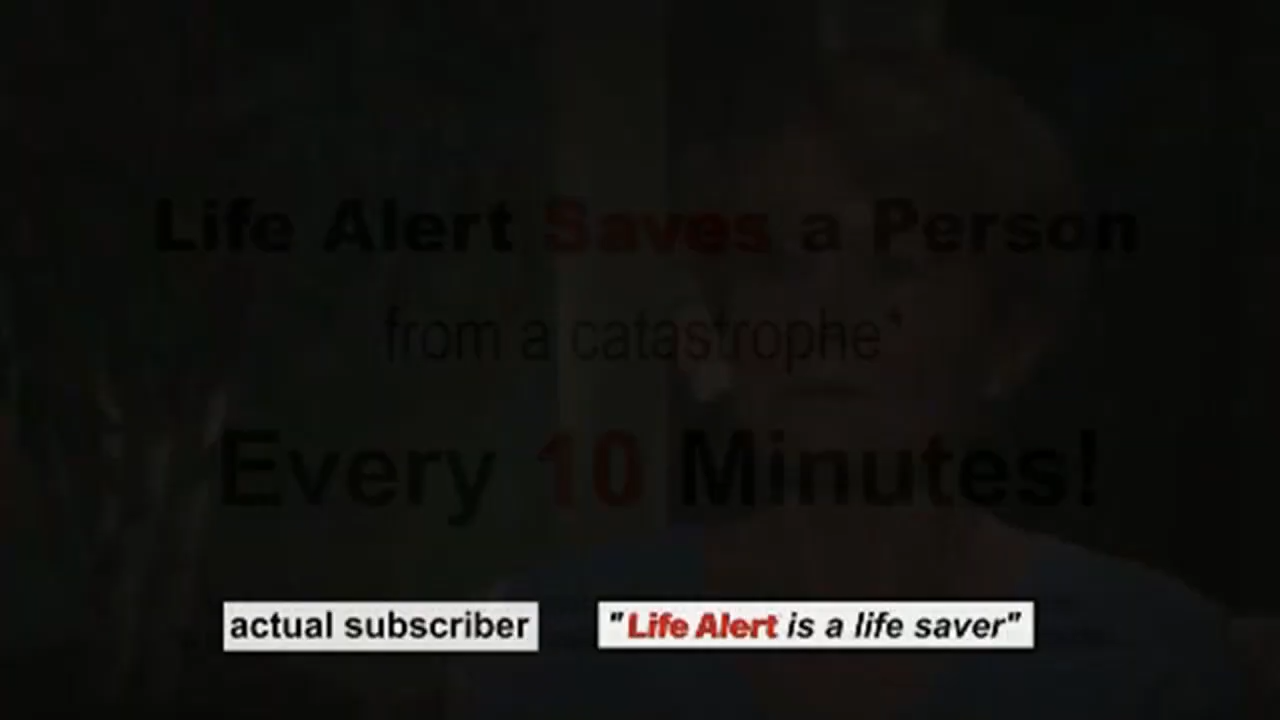 Life Alert Saves a Person
from a catastrophe*
Every 10 Minutes!
actual subscriber
"Life Alert is a life saver"